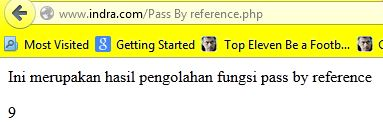 www.indra.com/Pass By reference.php
Most Visited Getting Started Top Eleven Be a Footb... F
Ini merupakan hasil pengolahan fungsi pass by reference
9